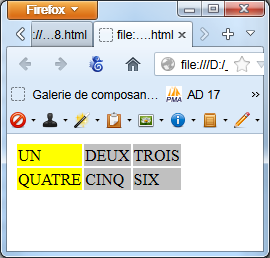 Firefox
://...8.html
file:....html
file:///D:/_
Galerie de composan...
PMA
AD 17
UN DEUX TROIS
QUATRE CINQ SIX